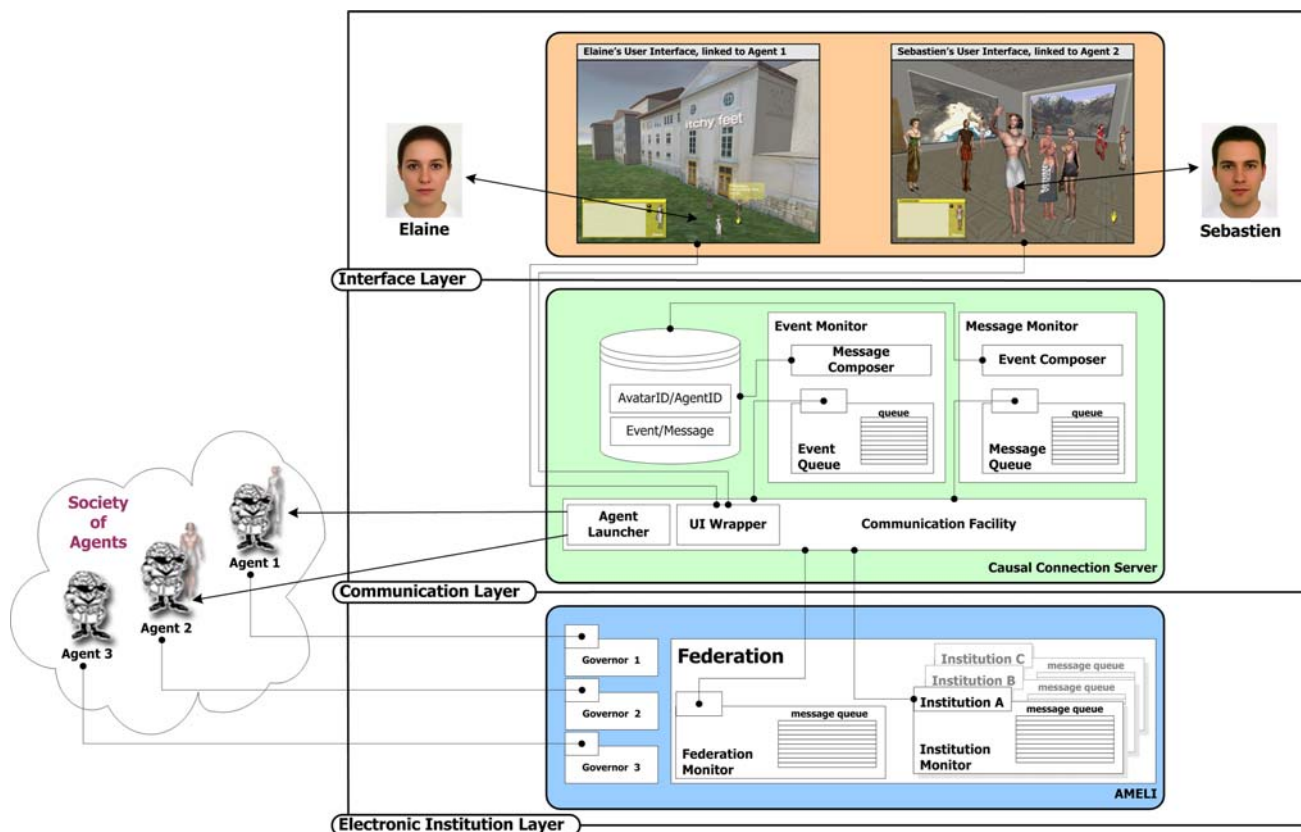 Elaine's User Interface, linked to Agent 1
Sebastien's User Interface, linked to Agent 2
itchy feet
Elaine
Sebastien
Interface Layer
Event Monitor
Message
Composer
Message Monitor
Event Composer
AvatarID/AgentID
Event/Message
queue
Event
Queue
queue
Message
Queue
Agent
Launcher
UI Wrapper
Communication Facility
Causal Connection Server
Society
of
Agents
Agent 1
Agent 2
Agent 3
Communication Layer
Governor 1
Governor 2
Governor 3
Federation
message queue
Federation
Monitor
Institution C
message queue
Institution B
message queue
Institution A
message queue
Institution
Monitor
AMELI
Electronic Institution Layer